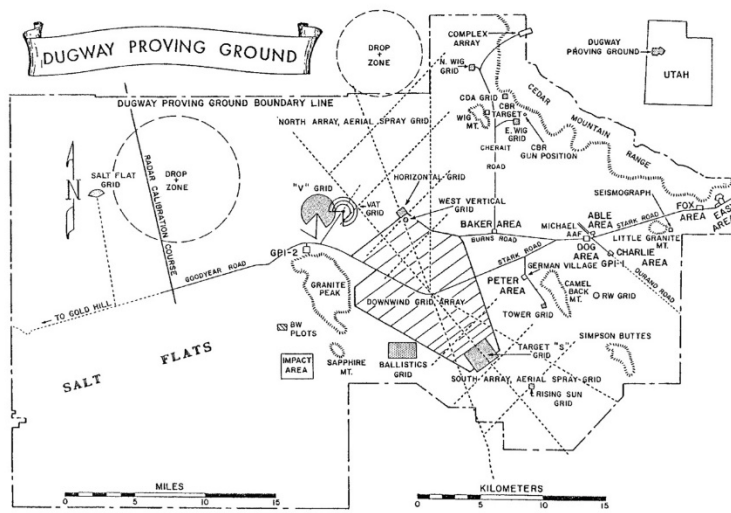 DUGWAY PROVING GROUND
DROP
ZONE
COMPLEX
ARRAY
N. WIG
GRID
DUGWAY
PROVING GROUND
UTAH
DUGWAY PROVING GROUND BOUNDARY LINE
NORTH ARRAY, AERIAL SPRAY GRID
CDA GRID
CBR
TARGET
WIG
MT.
E. WIG
GRID
CBR
GUN POSITION
CEDAR
MOUNTAIN
RANGE
CHERAIT
ROAD
SALT FLAT
GRID
DROP
ZONE
RADAR CALIBRATION COURSE
"V" GRID
VAT
GRID
HORIZONTAL GRID
WEST VERTICAL
GRID
SEISMOGRAPH
FOX
AREA
EAST AREA
BAKER AREA
BURNS ROAD
MICHAEL
AAF
ABLE
AREA
STARK ROAD
DOG
AREA
LITTLE GRANITE
MT.
CHARLIE
AREA
GPI-1
STARK ROAD
GERMAN VILLAGE
PETER
AREA
CAMEL
BACK
MT.
RW GRID
DURAND ROAD
TOWER GRID
GPI-2
GOODYEAR ROAD
TO GOLD HILL
GRANITE
PEAK
DOWNWIND GRID ARRAY
BW
PLOTS
IMPACT
AREA
SAPPHIRE
MT.
BALLISTICS
GRID
TARGET "S"
GRID
SIMPSON BUTTES
SALT FLATS
SOUTH ARRAY, AERIAL SPRAY GRID
RISING SUN
GRID
MILES
0 5 10 15
KILOMETERS
0 5 10 15